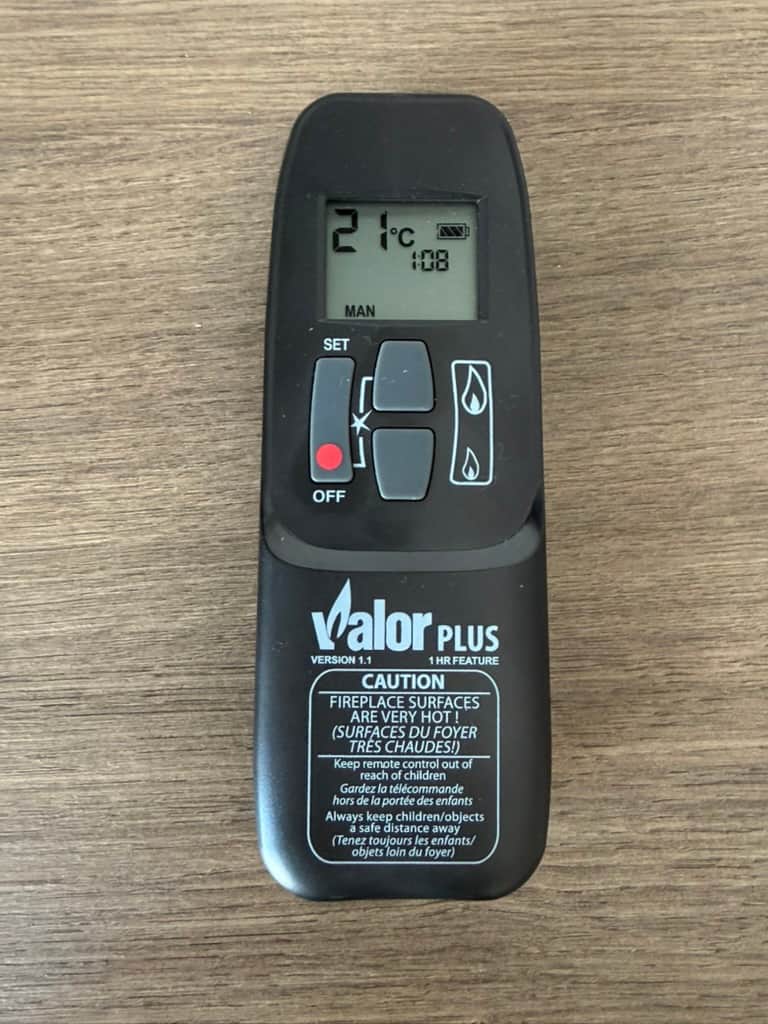 21°C
1:08
MAN
SET
OFF
Valor PLUS
VERSION 1.1 1 HR FEATURE
CAUTION
FIREPLACE SURFACES
ARE VERY HOT !
(SURFACES DU FOYER
TRÈS CHAUDES!)
Keep remote control out of
reach of children
Gardez la télécommande
hors de la portée des enfants
Always keep children/objects
a safe distance away
(Tenez toujours les enfants/
objets loin du foyer)